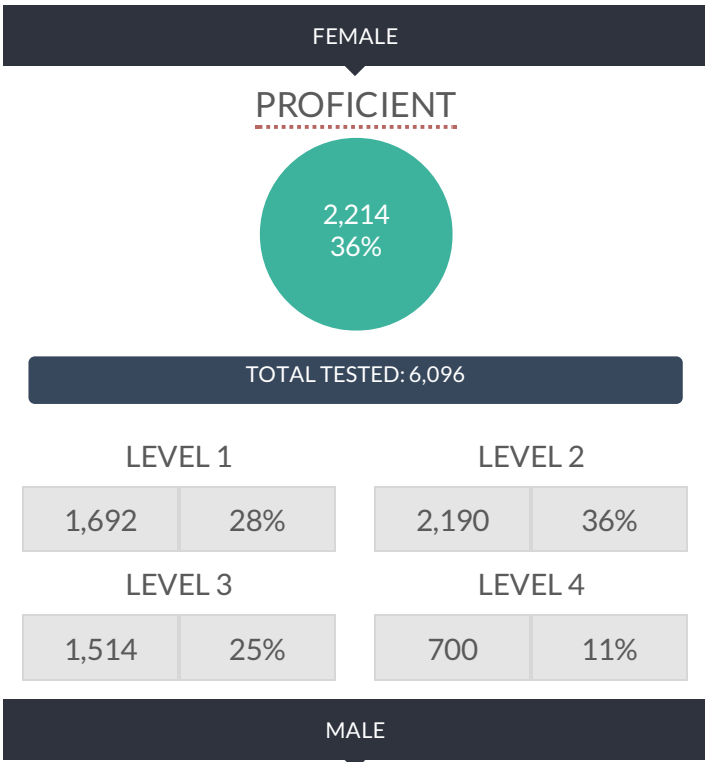 FEMALE
PROFICIENT
2,214
36%
TOTAL TESTED: 6,096
LEVEL 1
LEVEL 2
1,692 28%
2,190 36%
LEVEL 3
LEVEL 4
1,514 25%
700 11%
MALE